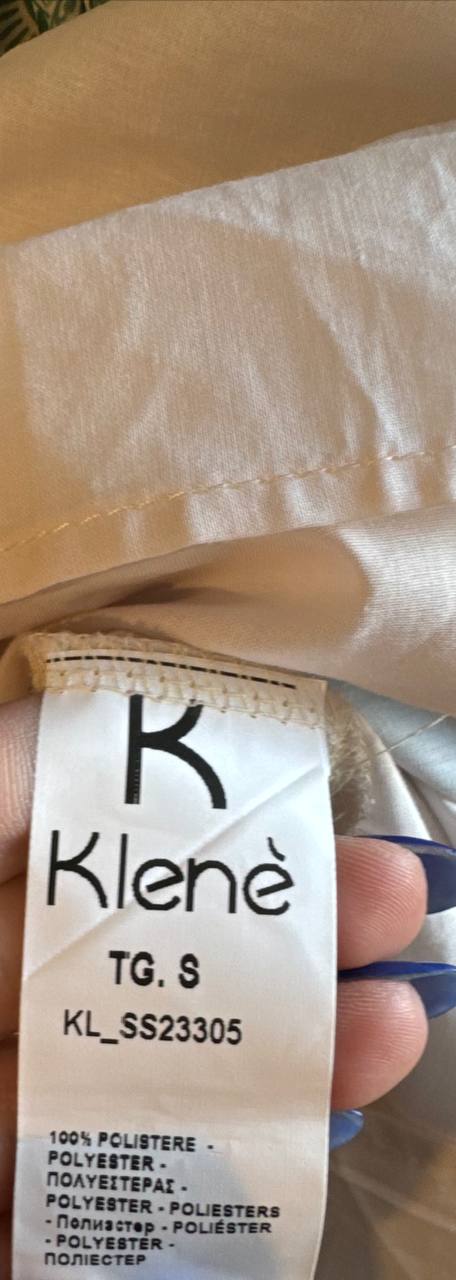 K
Klenè
TG. S
KL_SS23305
100% POLISTERE -
POLYESTER -
ΠΟΛΥΕΣΤΕΡΑΣ -
POLYESTER - POLIESTERS
- Полиэстер - POLIÉSTER
- POLYESTER -
ПОЛІЕСТЕР